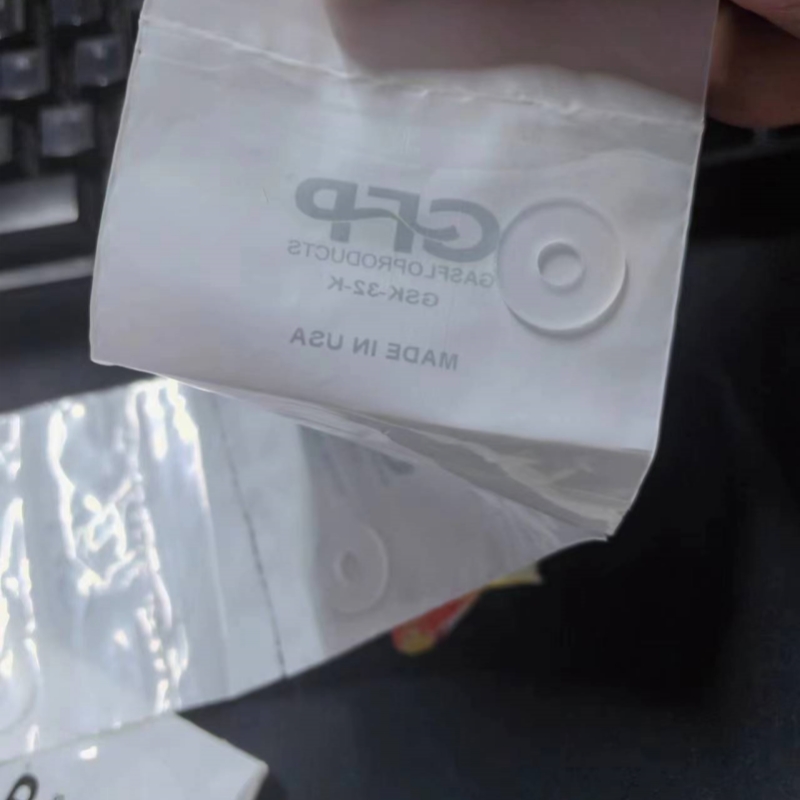 GFP
GASFLOPRODUCTS
GSK-32-K
MADE IN USA